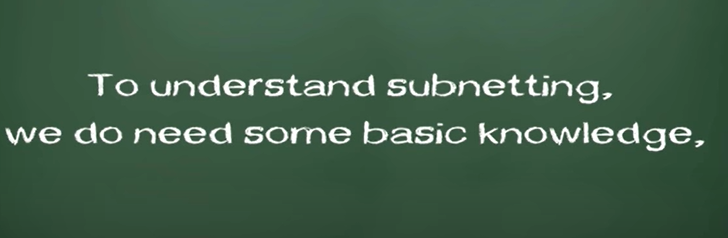 To understand subnetting,
we do need some basic knowledge,